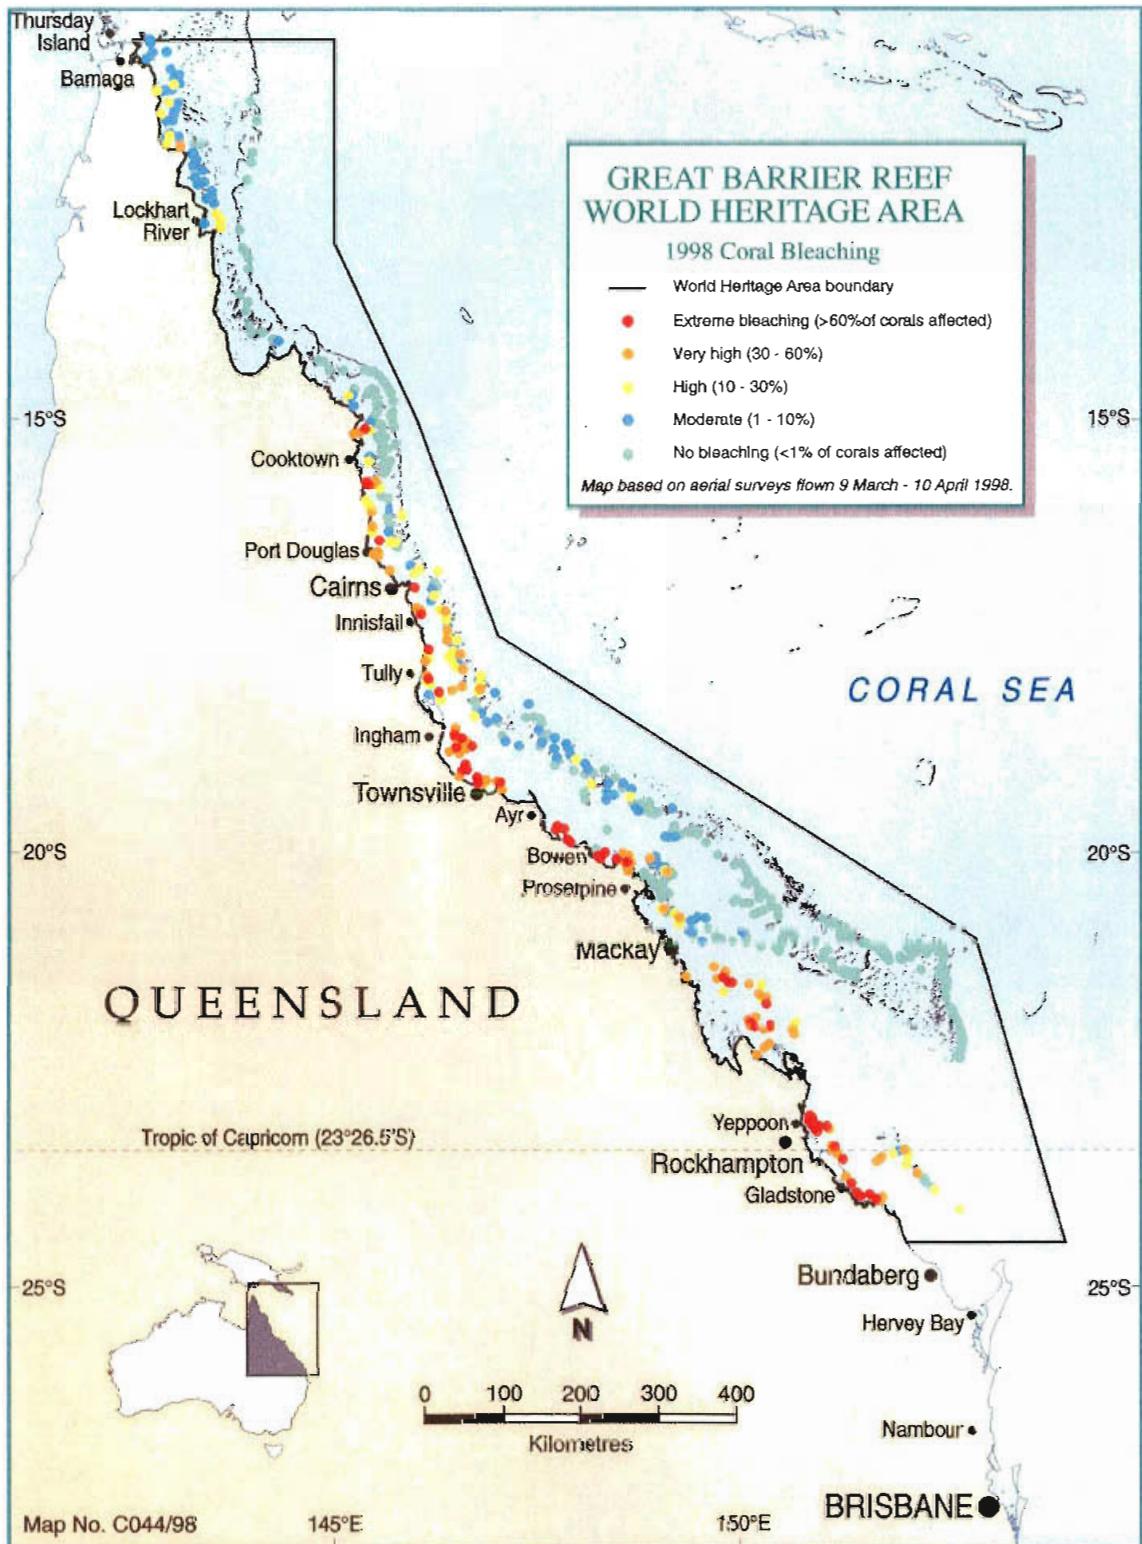 Thursday
Island
Bamaga
Lockhart
River
GREAT BARRIER REEF
WORLD HERITAGE AREA
1998 Coral Bleaching
World Heritage Area boundary
Extreme bleaching (>60%of corals affected)
Very high (30 - 60%)
High (10 - 30%)
Moderate (1 - 10%)
No bleaching (<1% of corals affected)
Map based on aerial surveys flown 9 March - 10 April 1998.
15°S
15°S
Cooktown
Port Douglas
Cairns
Innisfail
Tully
CORAL SEA
Ingham
Townsville
Ayr
20°S
Bowen
20°S
Proserpine
Mackay
QUEENSLAND
Yeppoon
Tropic of Capricorn (23°26.5'S)
Rockhampton
Gladstone
Bundaberg
25°S
25°S
Hervey Bay
N
0 100 200 300 400
Kilometres
Nambour
BRISBANE
Map No. C044/98
145°E
150°E